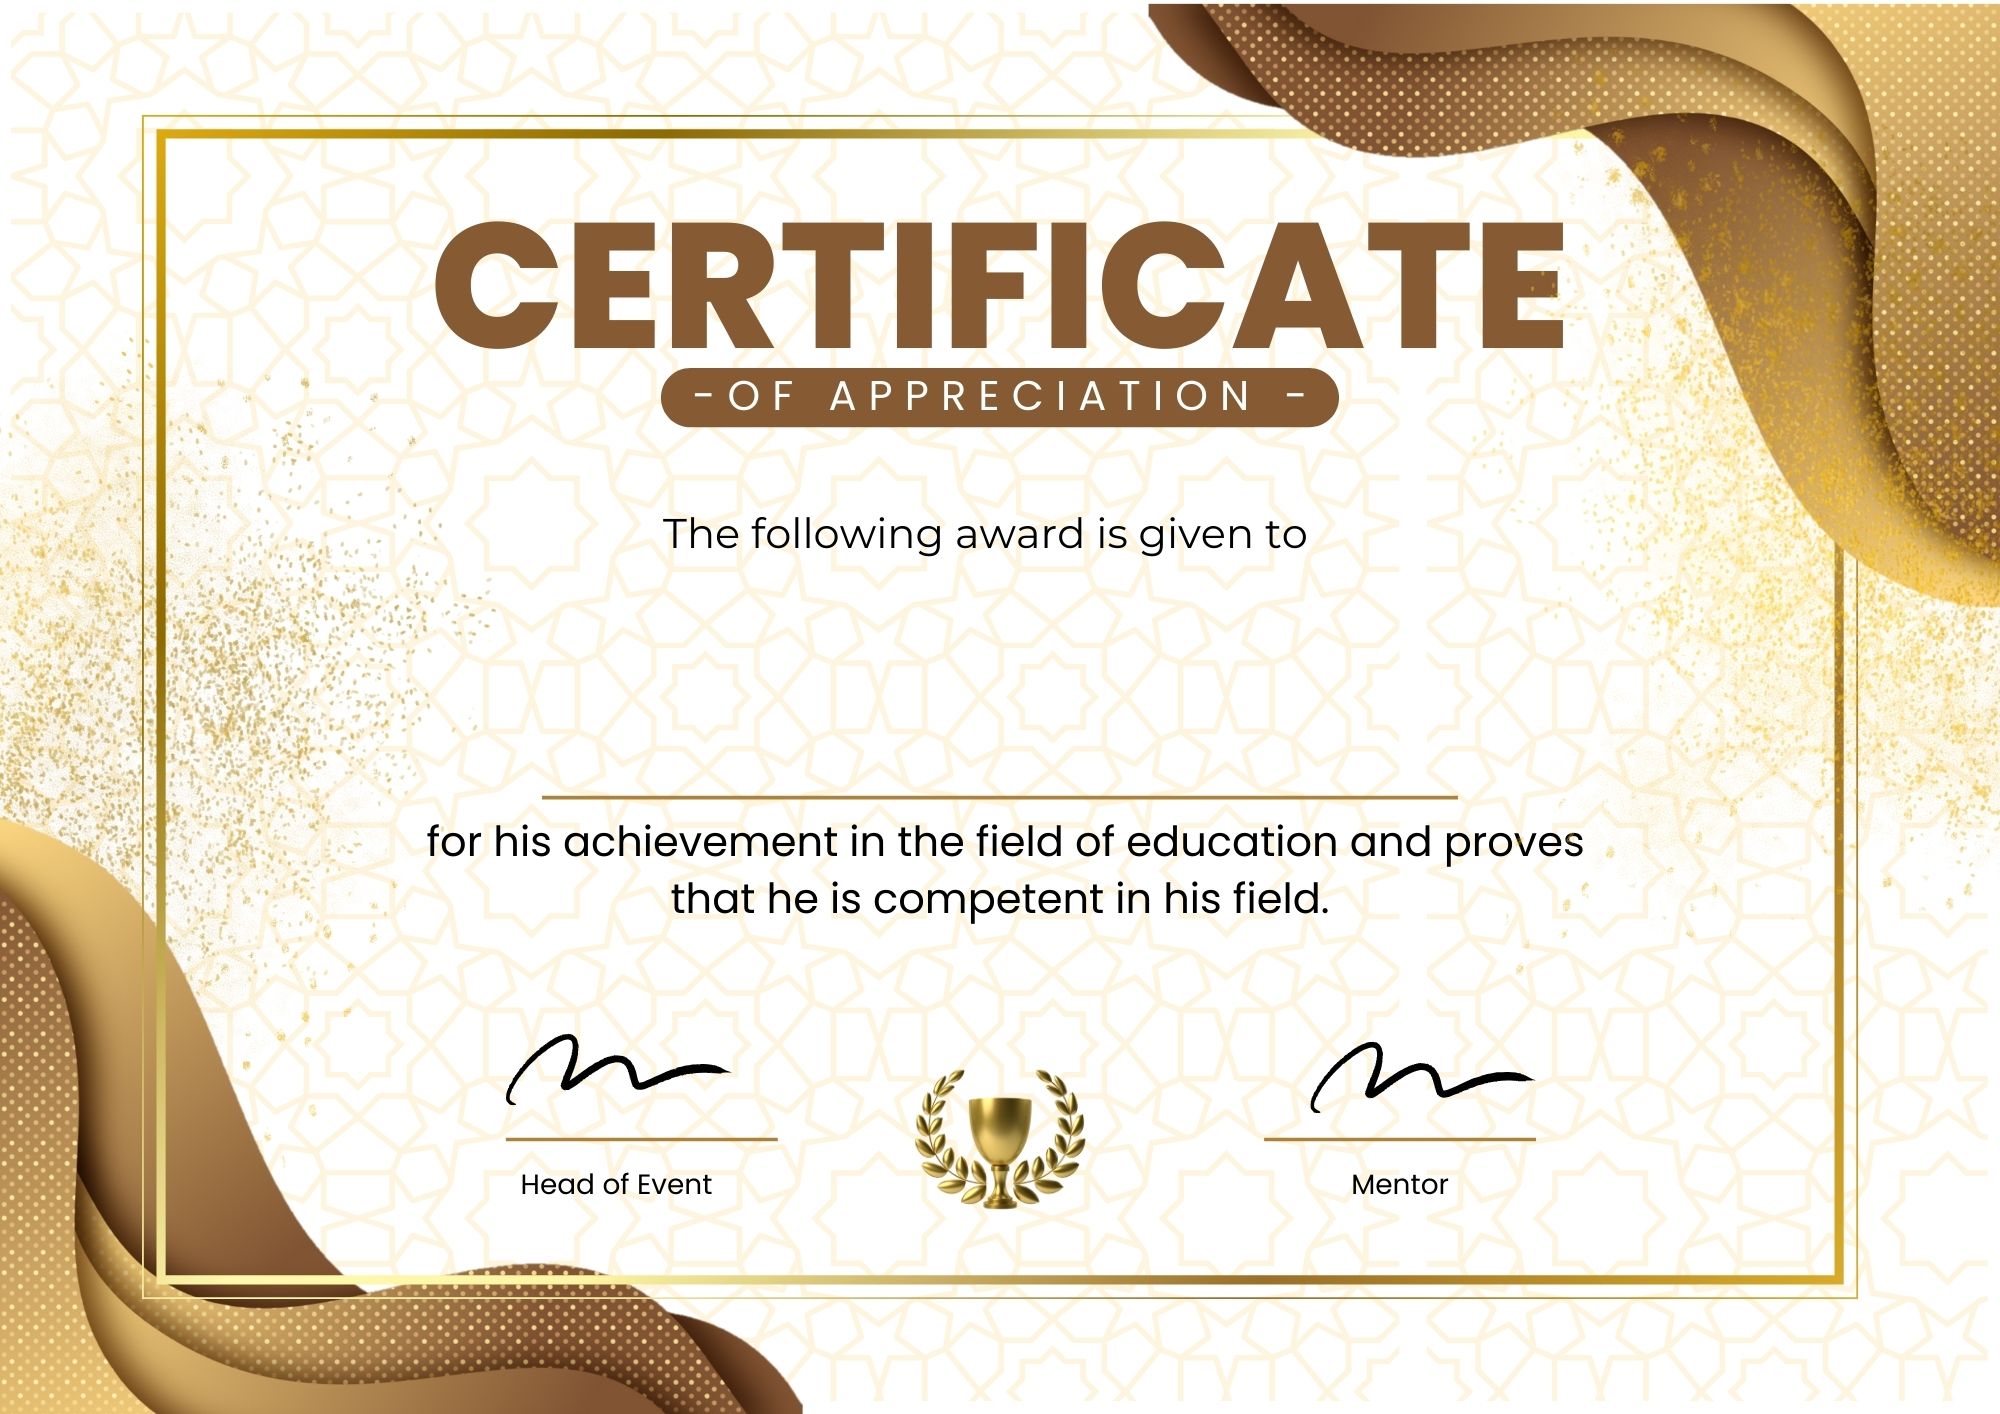 CERTIFICATE
-OF APPRECIATION -
The following award is given to
for his achievement in the field of education and proves
that he is competent in his field.
Head of Event
Mentor